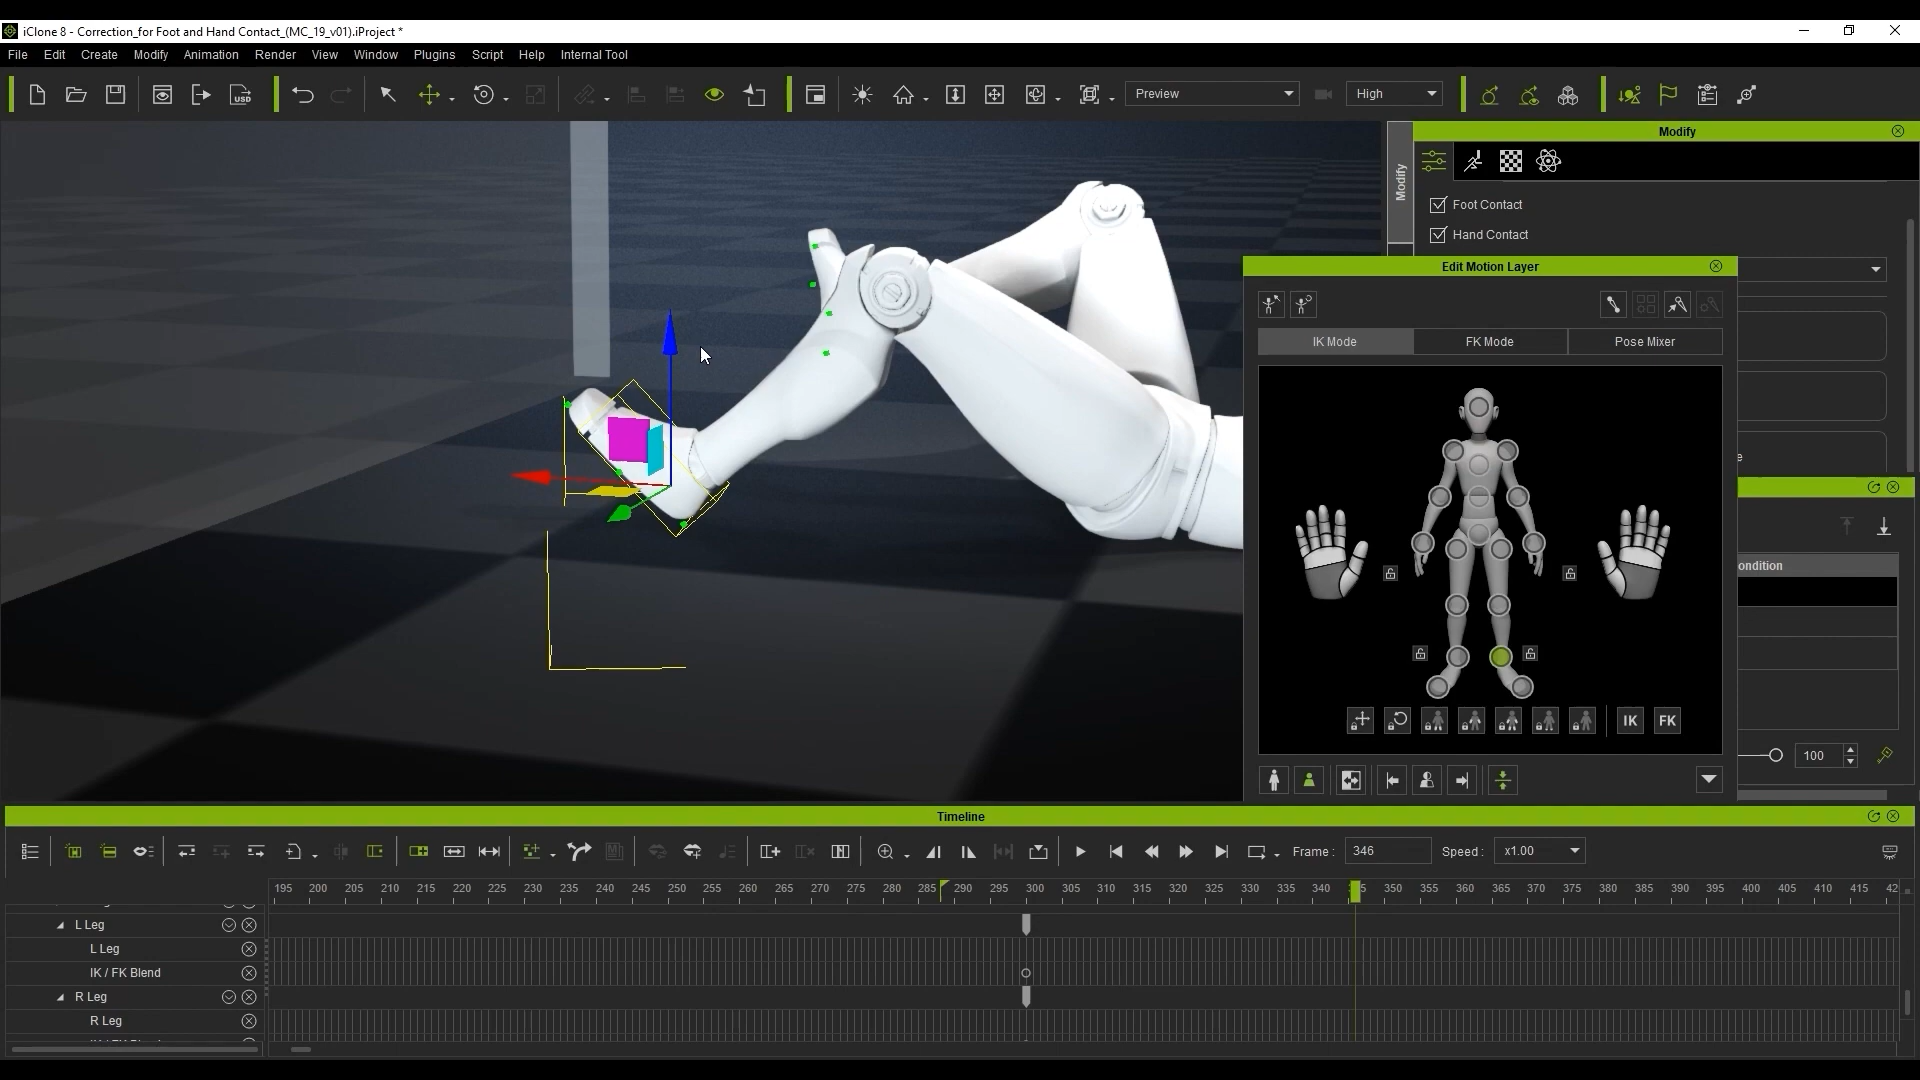 iClone 8 - Correction_for Foot and Hand Contact_(MC_19_v01).iProject *
File Edit Create Modify Animation Render View Window Plugins Script Help Internal Tool
USD Preview High
Modify
Modify
Foot Contact
Hand Contact
Edit Motion Layer
IK Mode FK Mode Pose Mixer
ondition
IK FK
100
Timeline
Frame : 346 Speed : x1.00
195 200 205 210 215 220 225 230 235 240 245 250 255 260 265 270 275 280 285 290 295 300 305 310 315 320 325 330 335 340 345 350 355 360 365 370 375 380 385 390 395 400 405 410 415 42
L Leg
L Leg
IK / FK Blend
R Leg
R Leg